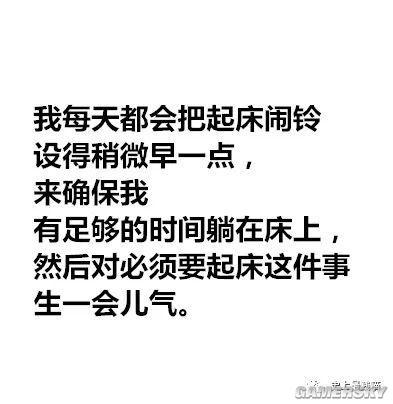 我每天都会把起床闹铃
设得稍微早一点，
来确保我
有足够的时间躺在床上，
然后对必须要起床这件事
生一会儿气。
GAMERSKY